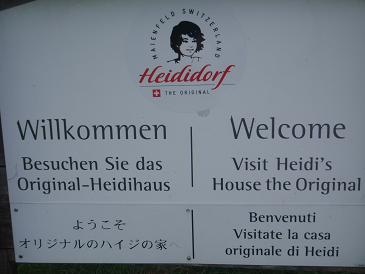 MAIENFELD SWITZERLAND
Heididorf
THE ORIGINAL
Willkommen
Besuchen Sie das
Original-Heidihaus
Welcome
Visit Heidi's
House the Original
ようこそ
オリジナルのハイジの家へ
Benvenuti
Visitate la casa
originale di Heidi